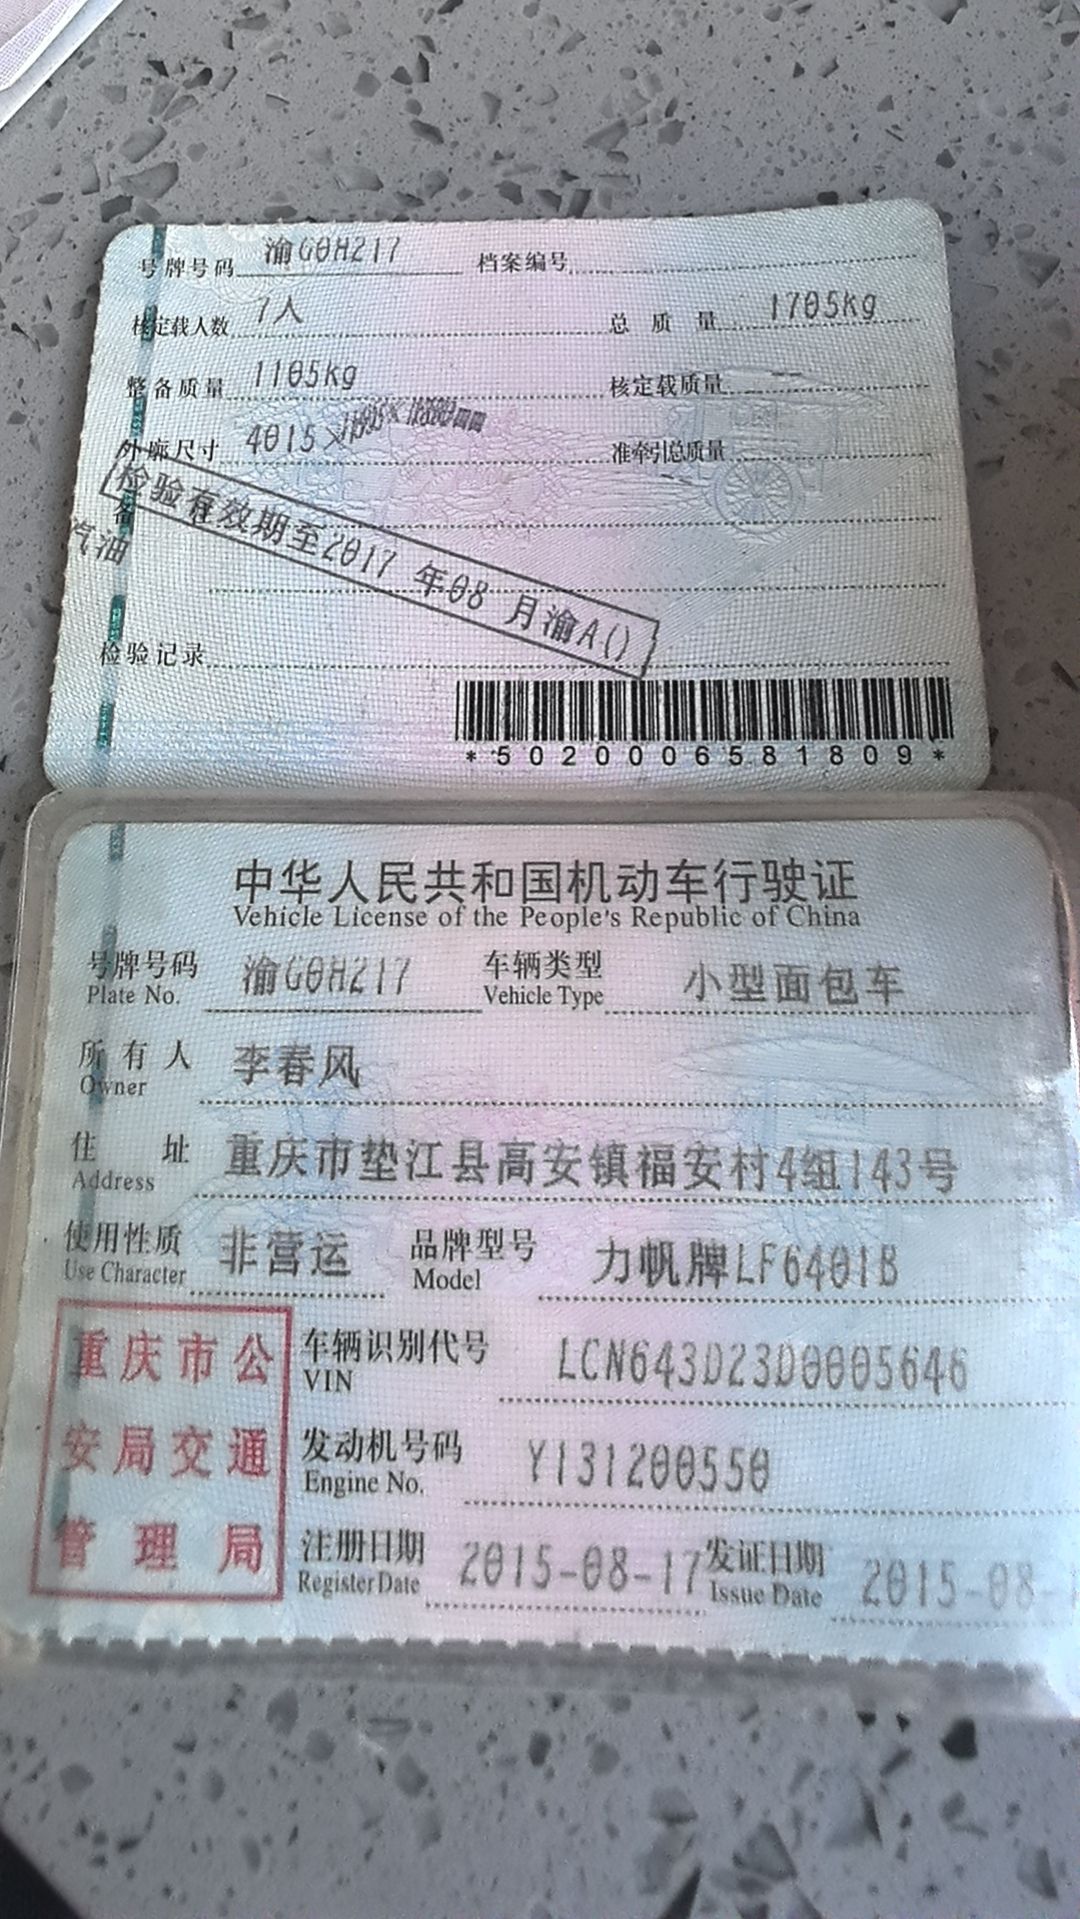 号牌号码 渝G0H217 档案编号
核定载人数 7人 总质量 1705kg
整备质量 1105kg 核定载质量 --
外廓尺寸 4015× 准牵引总质量 --
检验有效期至2017 年08 月渝A()
备
汽油
检验记录
*5020006581809*
中华人民共和国机动车行驶证
Vehicle License of the People's Republic of China
号牌号码 渝G0H217 车辆类型 小型面包车
Plate No. Vehicle Type
所有人 李春风
Owner
住址 重庆市垫江县高安镇福安村4组143号
Address
使用性质 非营运 品牌型号 力帆牌LF6401B
Use Character Model
重庆市公
安局交通
管理局
车辆识别代号 LCN643D23D0005646
VIN
发动机号码 Y131200550
Engine No.
注册日期 2015-08-17 发证日期 2015-08-
Register Date Issue Date